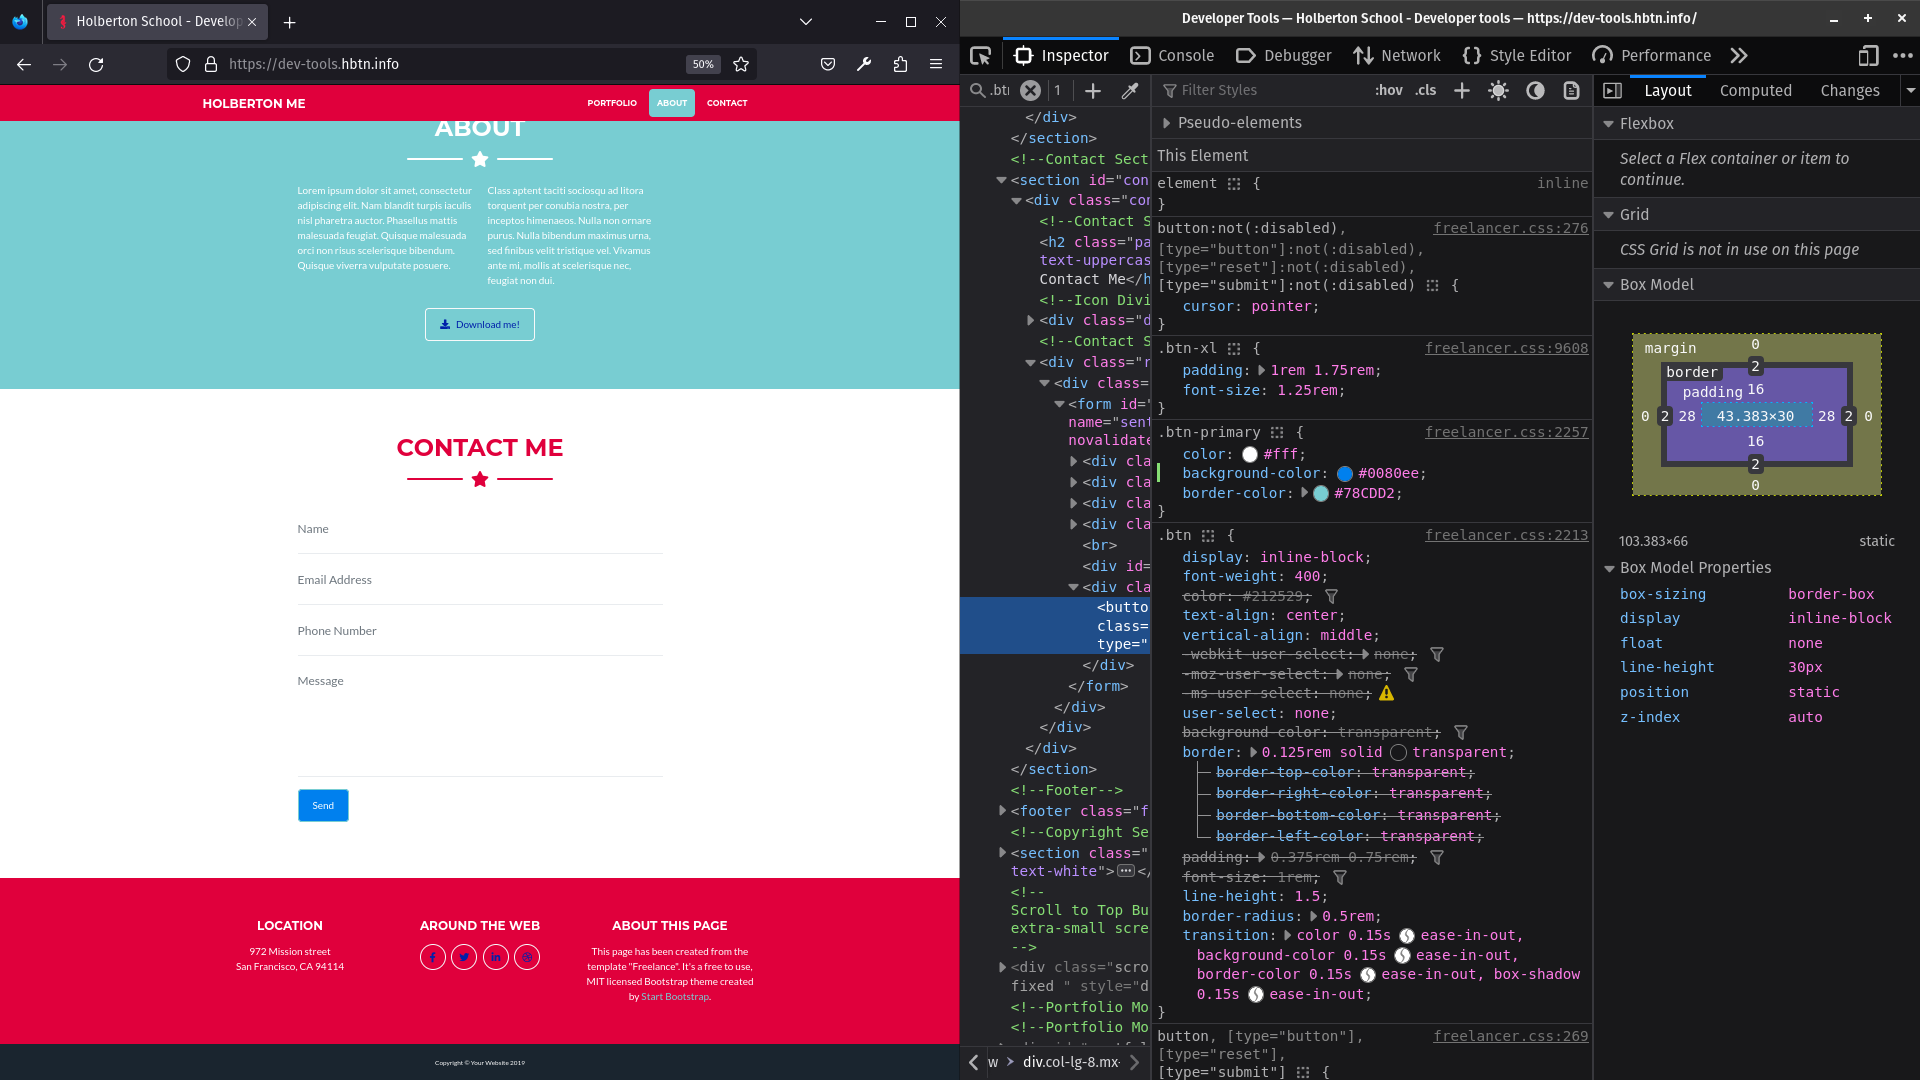 Holberton School - Develop
https://dev-tools.hbtn.info
50%
HOLBERTON ME
PORTFOLIO
ABOUT
CONTACT
ABOUT
Lorem ipsum dolor sit amet, consectetur
adipiscing elit. Nam blandit turpis iaculis
nisl pharetra auctor. Phasellus mattis
malesuada feugiat. Quisque malesuada
orci non risus scelerisque bibendum.
Quisque viverra vulputate posuere.
Class aptent taciti sociosqu ad litora
torquent per conubia nostra, per
inceptos himenaeos. Nulla non ornare
purus. Nulla bibendum maximus urna,
sed finibus velit tristique vel. Vivamus
ante mi, mollis at scelerisque nec,
feugiat non dui.
Download me!
CONTACT ME
Name
Email Address
Phone Number
Message
Send
LOCATION
972 Mission street
San Francisco, CA 94114
AROUND THE WEB
ABOUT THIS PAGE
This page has been created from the
template "Freelance". It's a free to use,
MIT licensed Bootstrap theme created
by Start Bootstrap.
Copyright © Your Website 2019
Developer Tools — Holberton School - Developer tools — https://dev-tools.hbtn.info/
Inspector
Console
Debugger
Network
Style Editor
Performance
.bt
1
</div>
</section>
<!--Contact Sect
<section id="con
<div class="con
<!--Contact S
<h2 class="pa
text-uppercas
Contact Me</h
<!--Icon Divi
<div class="d
<!--Contact S
<div class="r
<div class=
<form id="
name="sent
novalidate
<div cla
<div cla
<div cla
<div cla
<br>
<div id=
<div cla
<butto
class=
type="
</div>
</form>
</div>
</div>
</div>
</section>
<!--Footer-->
<footer class="f
<!--Copyright Se
<section class="
text-white"></
<!--
Scroll to Top Bu
extra-small scre
-->
<div class="scro
fixed " style="d
<!--Portfolio Mo
<!--Portfolio Mo
w
div.col-lg-8.mx-
Filter Styles
:hov
.cls
Pseudo-elements
This Element
element {
inline
}
button:not(:disabled),
freelancer.css:276
[type="button"]:not(:disabled),
[type="reset"]:not(:disabled),
[type="submit"]:not(:disabled) {
cursor: pointer;
}
.btn-xl {
freelancer.css:9608
padding: 1rem 1.75rem;
font-size: 1.25rem;
}
.btn-primary {
freelancer.css:2257
color: #fff;
background-color: #0080ee;
border-color: #78CDD2;
}
.btn {
freelancer.css:2213
display: inline-block;
font-weight: 400;
color: #212529;
text-align: center;
vertical-align: middle;
-webkit-user-select: none;
-moz-user-select: none;
-ms-user-select: none;
user-select: none;
background-color: transparent;
border: 0.125rem solid transparent;
border-top-color: transparent;
border-right-color: transparent;
border-bottom-color: transparent;
border-left-color: transparent;
padding: 0.375rem 0.75rem;
font-size: 1rem;
line-height: 1.5;
border-radius: 0.5rem;
transition: color 0.15s ease-in-out,
background-color 0.15s ease-in-out,
border-color 0.15s ease-in-out, box-shadow
0.15s ease-in-out;
}
button, [type="button"],
freelancer.css:269
[type="reset"],
[type="submit"] {
Layout
Computed
Changes
Flexbox
Select a Flex container or item to
continue.
Grid
CSS Grid is not in use on this page
Box Model
margin
0
border
2
padding
16
0
2
28
43.383×30
28
2
0
16
2
0
103.383×66
static
Box Model Properties
box-sizing
border-box
display
inline-block
float
none
line-height
30px
position
static
z-index
auto